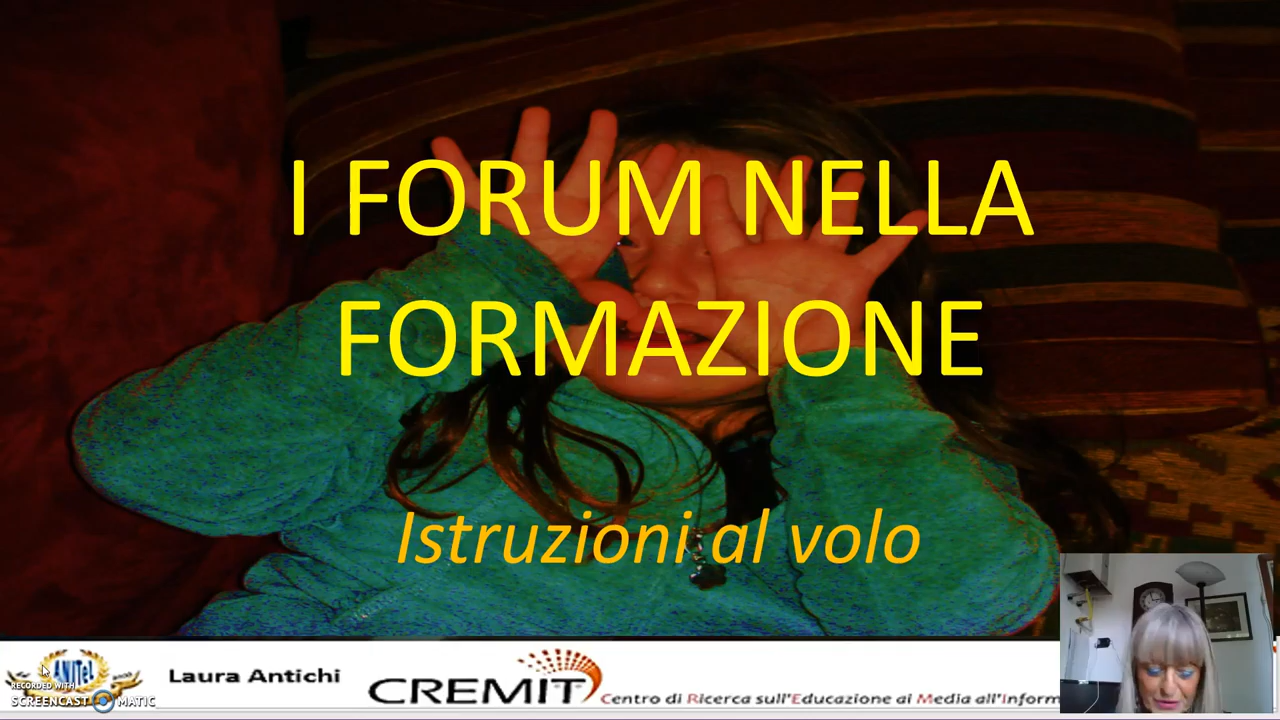 I FORUM NELLA
FORMAZIONE
Istruzioni al volo
ANITeL
Laura Antichi
CREMIT
Centro di Ricerca sull'Educazione ai Media all'Inform
RECORDED WITH
SCREENCAST MATIC